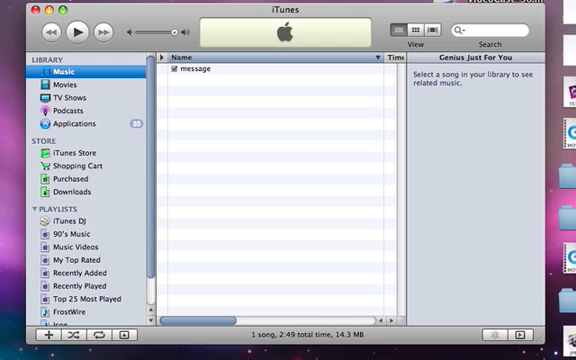 iTunes
View
Search
LIBRARY
Music
Movies
TV Shows
Podcasts
Applications
35
STORE
iTunes Store
Shopping Cart
Purchased
Downloads
PLAYLISTS
iTunes DJ
90's Music
Music Videos
My Top Rated
Recently Added
Recently Played
Top 25 Most Played
FrostWire
Name
Time
message
Genius Just For You
Select a song in your library to see
related music.
1 song, 2:49 total time, 14.3 MB